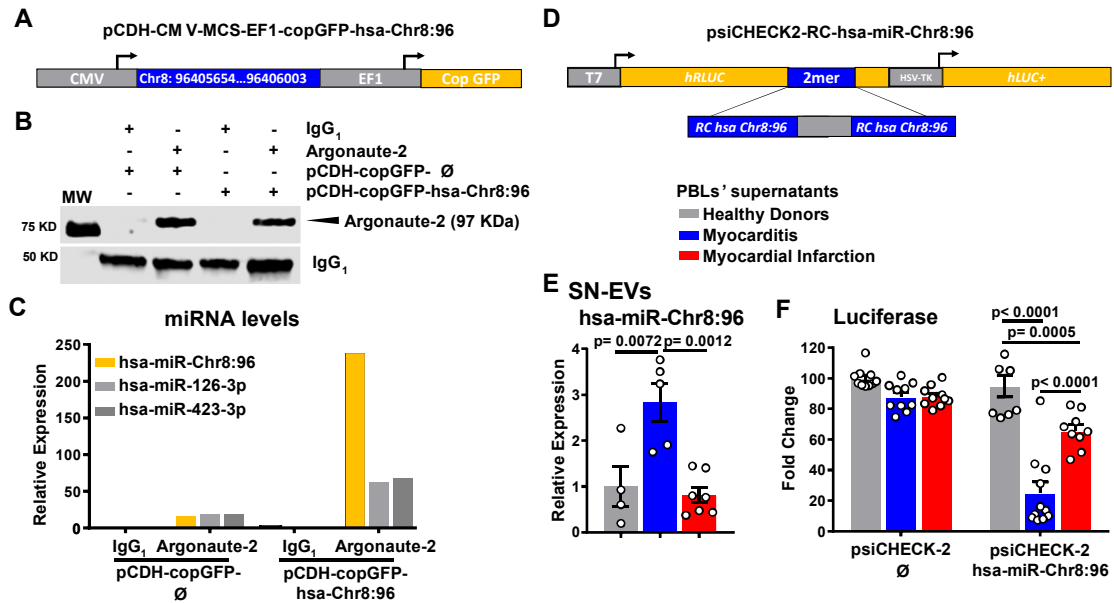 A
pCDH-CM V-MCS-EF1-copGFP-hsa-Chr8:96
CMV
Chr8: 96405654...96406003
EF1
Cop GFP
B
+ - + - IgG1
- + - + Argonaute-2
+ + - - pCDH-copGFP- Ø
- - + + pCDH-copGFP-hsa-Chr8:96
MW
75 KD
Argonaute-2 (97 KDa)
50 KD
IgG1
C
miRNA levels
hsa-miR-Chr8:96
hsa-miR-126-3p
hsa-miR-423-3p
Relative Expression
250
200
150
100
50
0
IgG1 Argonaute-2 IgG1 Argonaute-2
pCDH-copGFP-
Ø
pCDH-copGFP-
hsa-Chr8:96
D
psiCHECK2-RC-hsa-miR-Chr8:96
T7
hRLUC
2mer
HSV-TK
hLUC+
RC hsa Chr8:96
RC hsa Chr8:96
PBLs' supernatants
Healthy Donors
Myocarditis
Myocardial Infarction
E
SN-EVs
hsa-miR-Chr8:96
p= 0.0072 p= 0.0012
Relative Expression
4
3
2
1
0
F
Luciferase
p< 0.0001
p= 0.0005
p< 0.0001
Fold Change
120
100
80
60
40
20
0
psiCHECK-2
Ø
psiCHECK-2
hsa-miR-Chr8:96